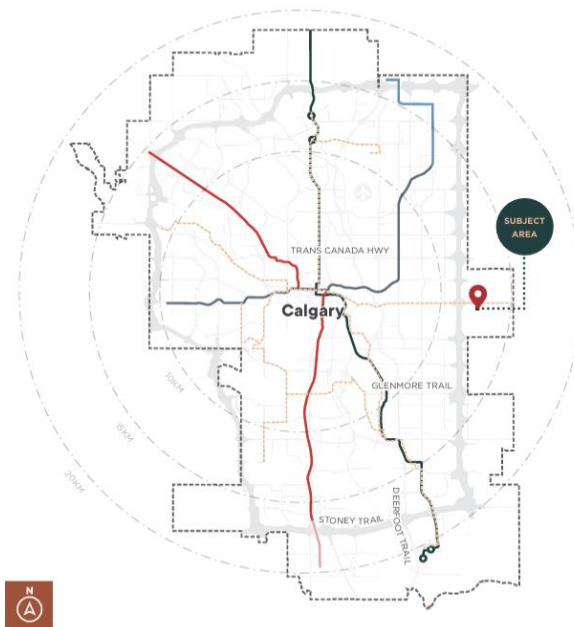 TRANS CANADA HWY
SUBJECT
AREA
Calgary
GLENMORE TRAIL
10KM
15KM
20KM
STONEY TRAIL
DEERFOOT TRAIL
N